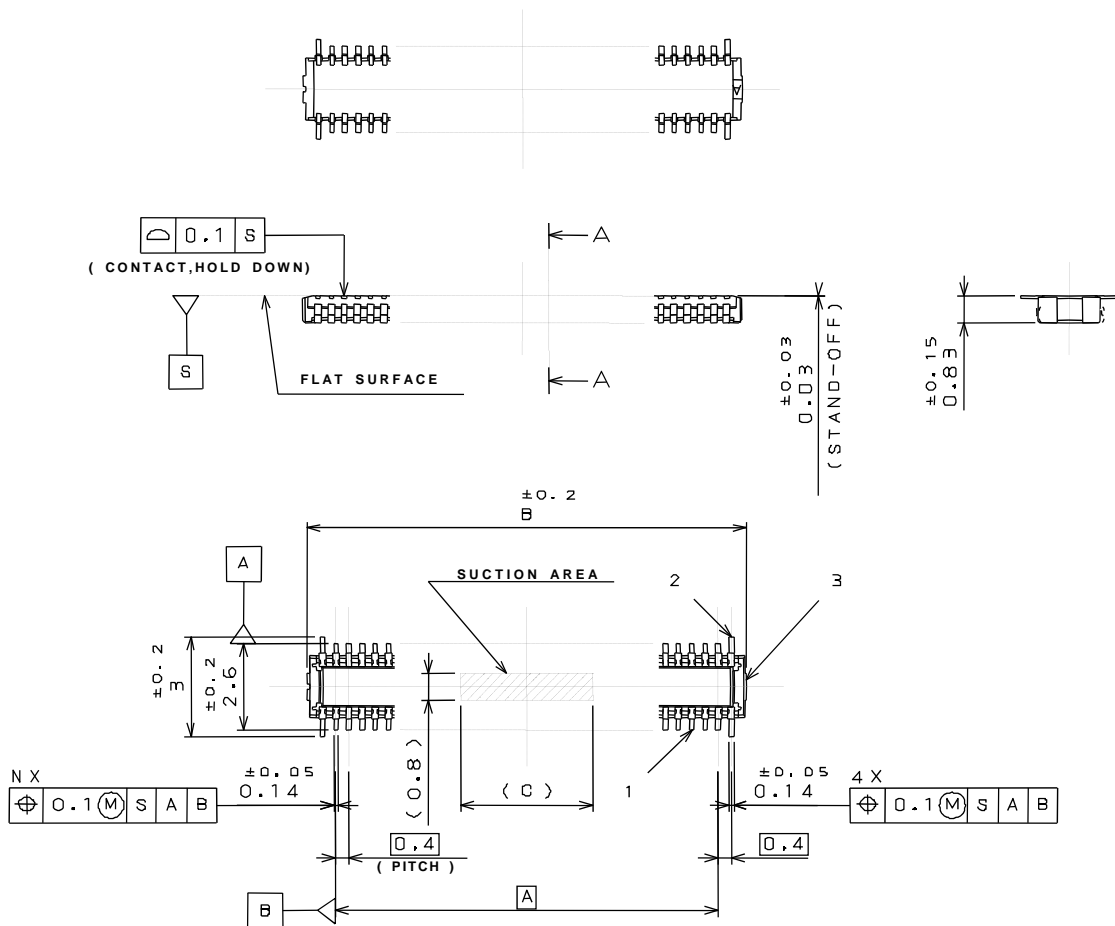 ⌓ 0.1 S
( CONTACT,HOLD DOWN)
A
A
S
FLAT SURFACE
±0.03
0.03
(STAND-OFF)
±0.15
0.83
±0.2
B
SUCTION AREA
A
2
3
±0.2
3
±0.2
2.6
1
NX
⌖ 0.1 Ⓜ S A B
±0.05
0.14
(0.8)
(C)
±0.05
0.14
4X
⌖ 0.1 Ⓜ S A B
0.4
( PITCH )
0.4
B
A